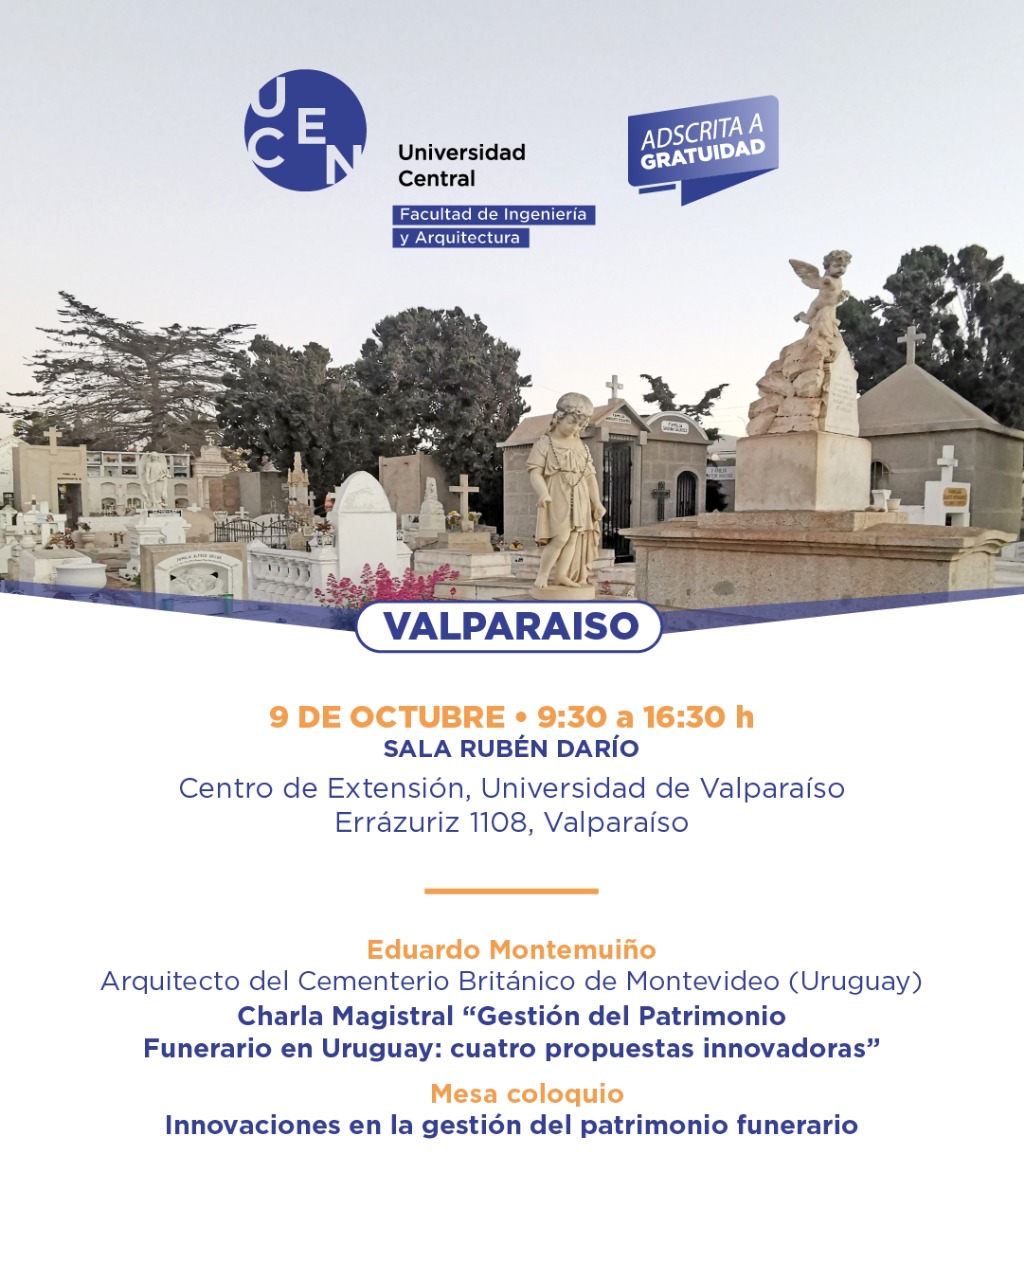 UCEN
Universidad
Central
Facultad de Ingeniería
y Arquitectura
ADSCRITA A
GRATUIDAD
VALPARAISO
9 DE OCTUBRE • 9:30 a 16:30 h
SALA RUBÉN DARÍO
Centro de Extensión, Universidad de Valparaíso
Errázuriz 1108, Valparaíso
Eduardo Montemuiño
Arquitecto del Cementerio Británico de Montevideo (Uruguay)
Charla Magistral “Gestión del Patrimonio
Funerario en Uruguay: cuatro propuestas innovadoras”
Mesa coloquio
Innovaciones en la gestión del patrimonio funerario